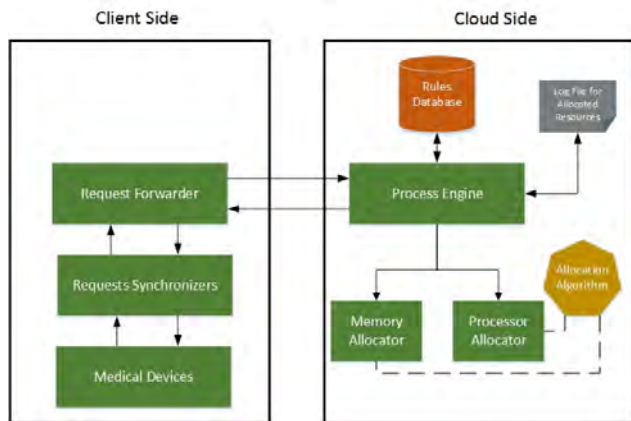 Client Side
Cloud Side
Rules
Database
Log File for
Allocated
Resources
Request Forwarder
Process Engine
Requests Synchronizers
Allocation
Algorithm
Memory
Allocator
Processor
Allocator
Medical Devices